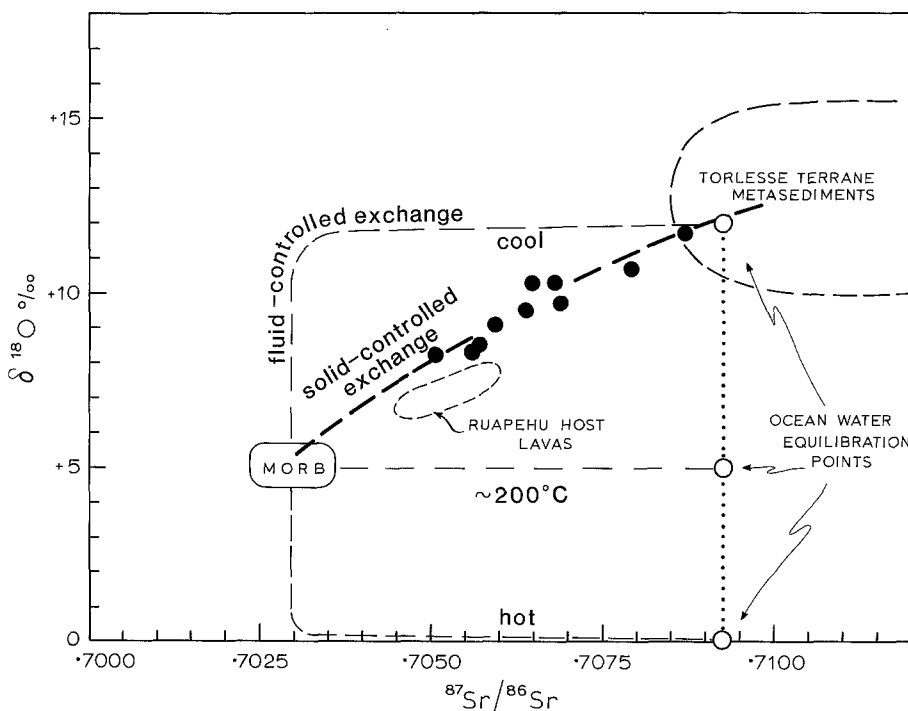 +15
+10
+5
0
δ¹⁸O ‰
·7000
·7025
·7050
·7075
·7100
⁸⁷Sr/⁸⁶Sr
TORLESSE TERRANE
METASEDIMENTS
fluid-controlled exchange
cool
solid-controlled
exchange
RUAPEHU HOST
LAVAS
OCEAN WATER
EQUILIBRATION
POINTS
MORB
~200°C
hot